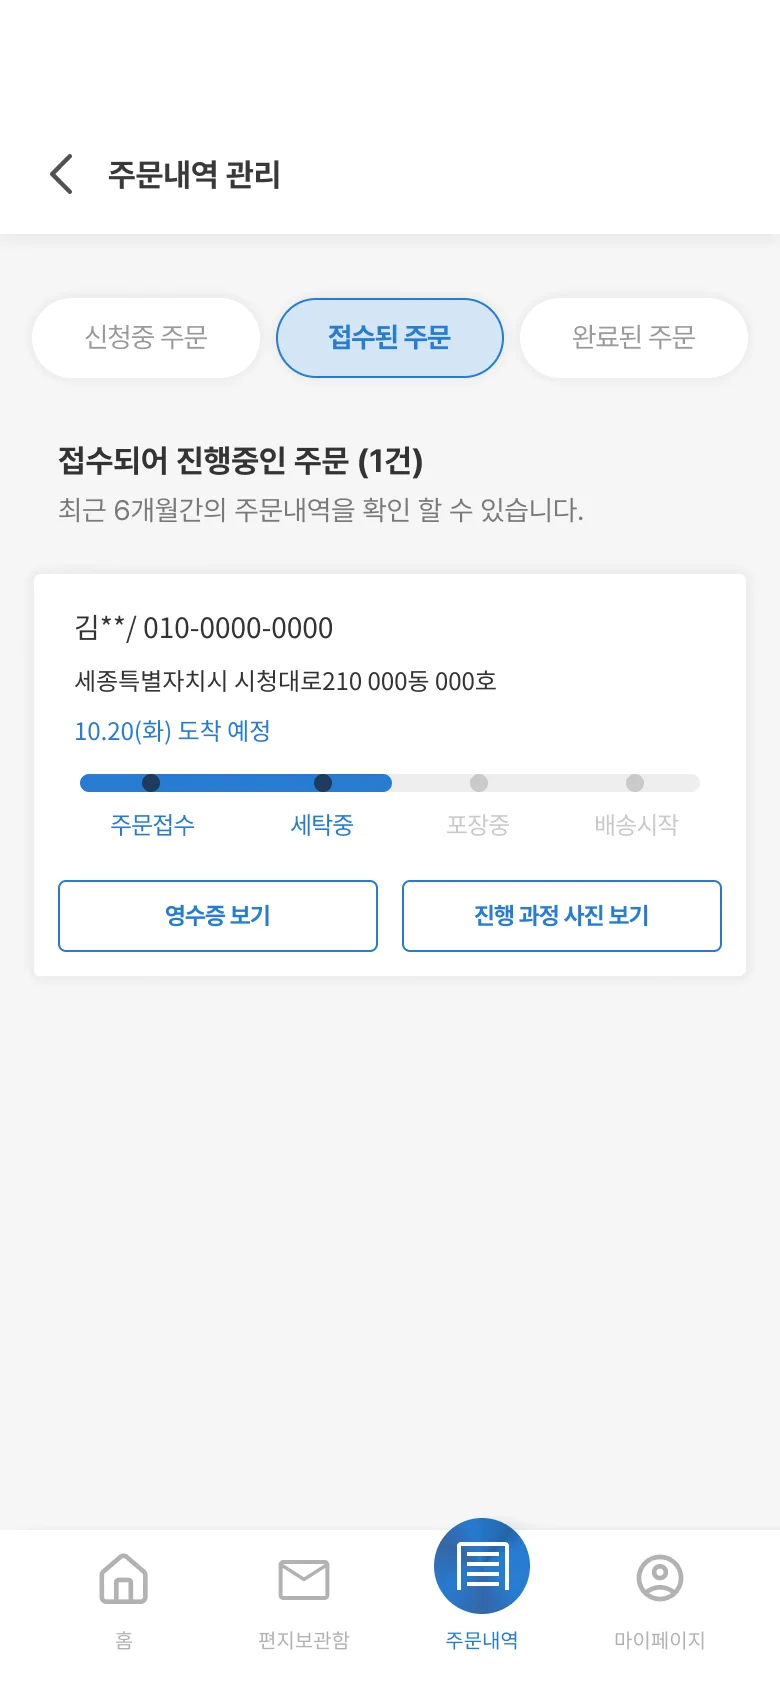 주문내역 관리
신청중 주문
접수된 주문
완료된 주문
접수되어 진행중인 주문 (1건)
최근 6개월간의 주문내역을 확인 할 수 있습니다.
김**/ 010-0000-0000
세종특별자치시 시청대로210 000동 000호
10.20(화) 도착 예정
주문접수
세탁중
포장중
배송시작
영수증 보기
진행 과정 사진 보기
홈
편지보관함
주문내역
마이페이지